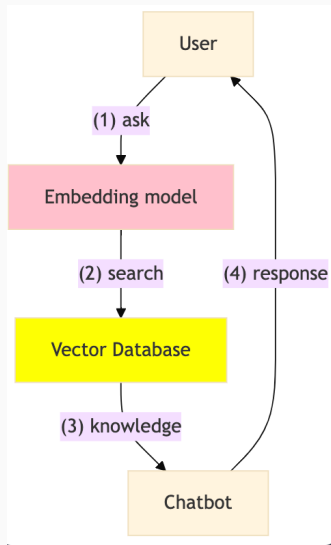 User
(1) ask
Embedding model
(2) search
(4) response
Vector Database
(3) knowledge
Chatbot